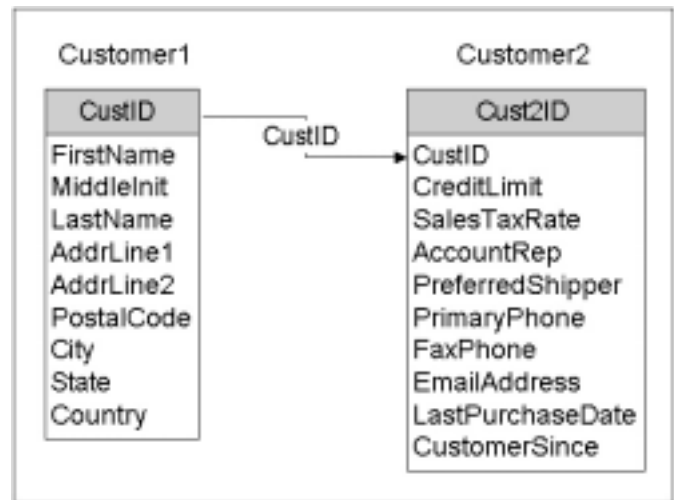 Customer1
CustID
FirstName
MiddleInit
LastName
AddrLine1
AddrLine2
PostalCode
City
State
Country
CustID
Customer2
Cust2ID
CustID
CreditLimit
SalesTaxRate
AccountRep
PreferredShipper
PrimaryPhone
FaxPhone
EmailAddress
LastPurchaseDate
CustomerSince